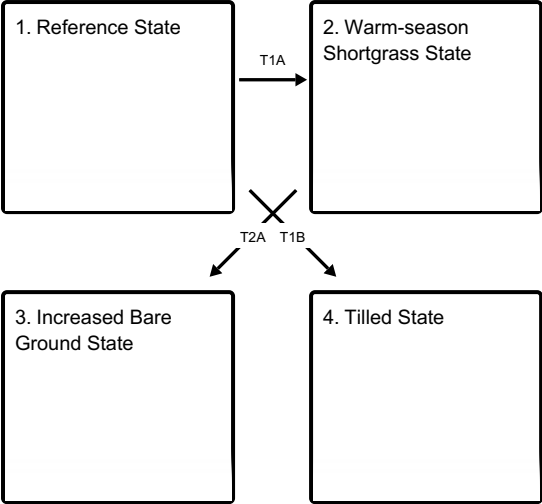 1. Reference State
2. Warm-season
Shortgrass State
T1A
T2A
T1B
3. Increased Bare
Ground State
4. Tilled State